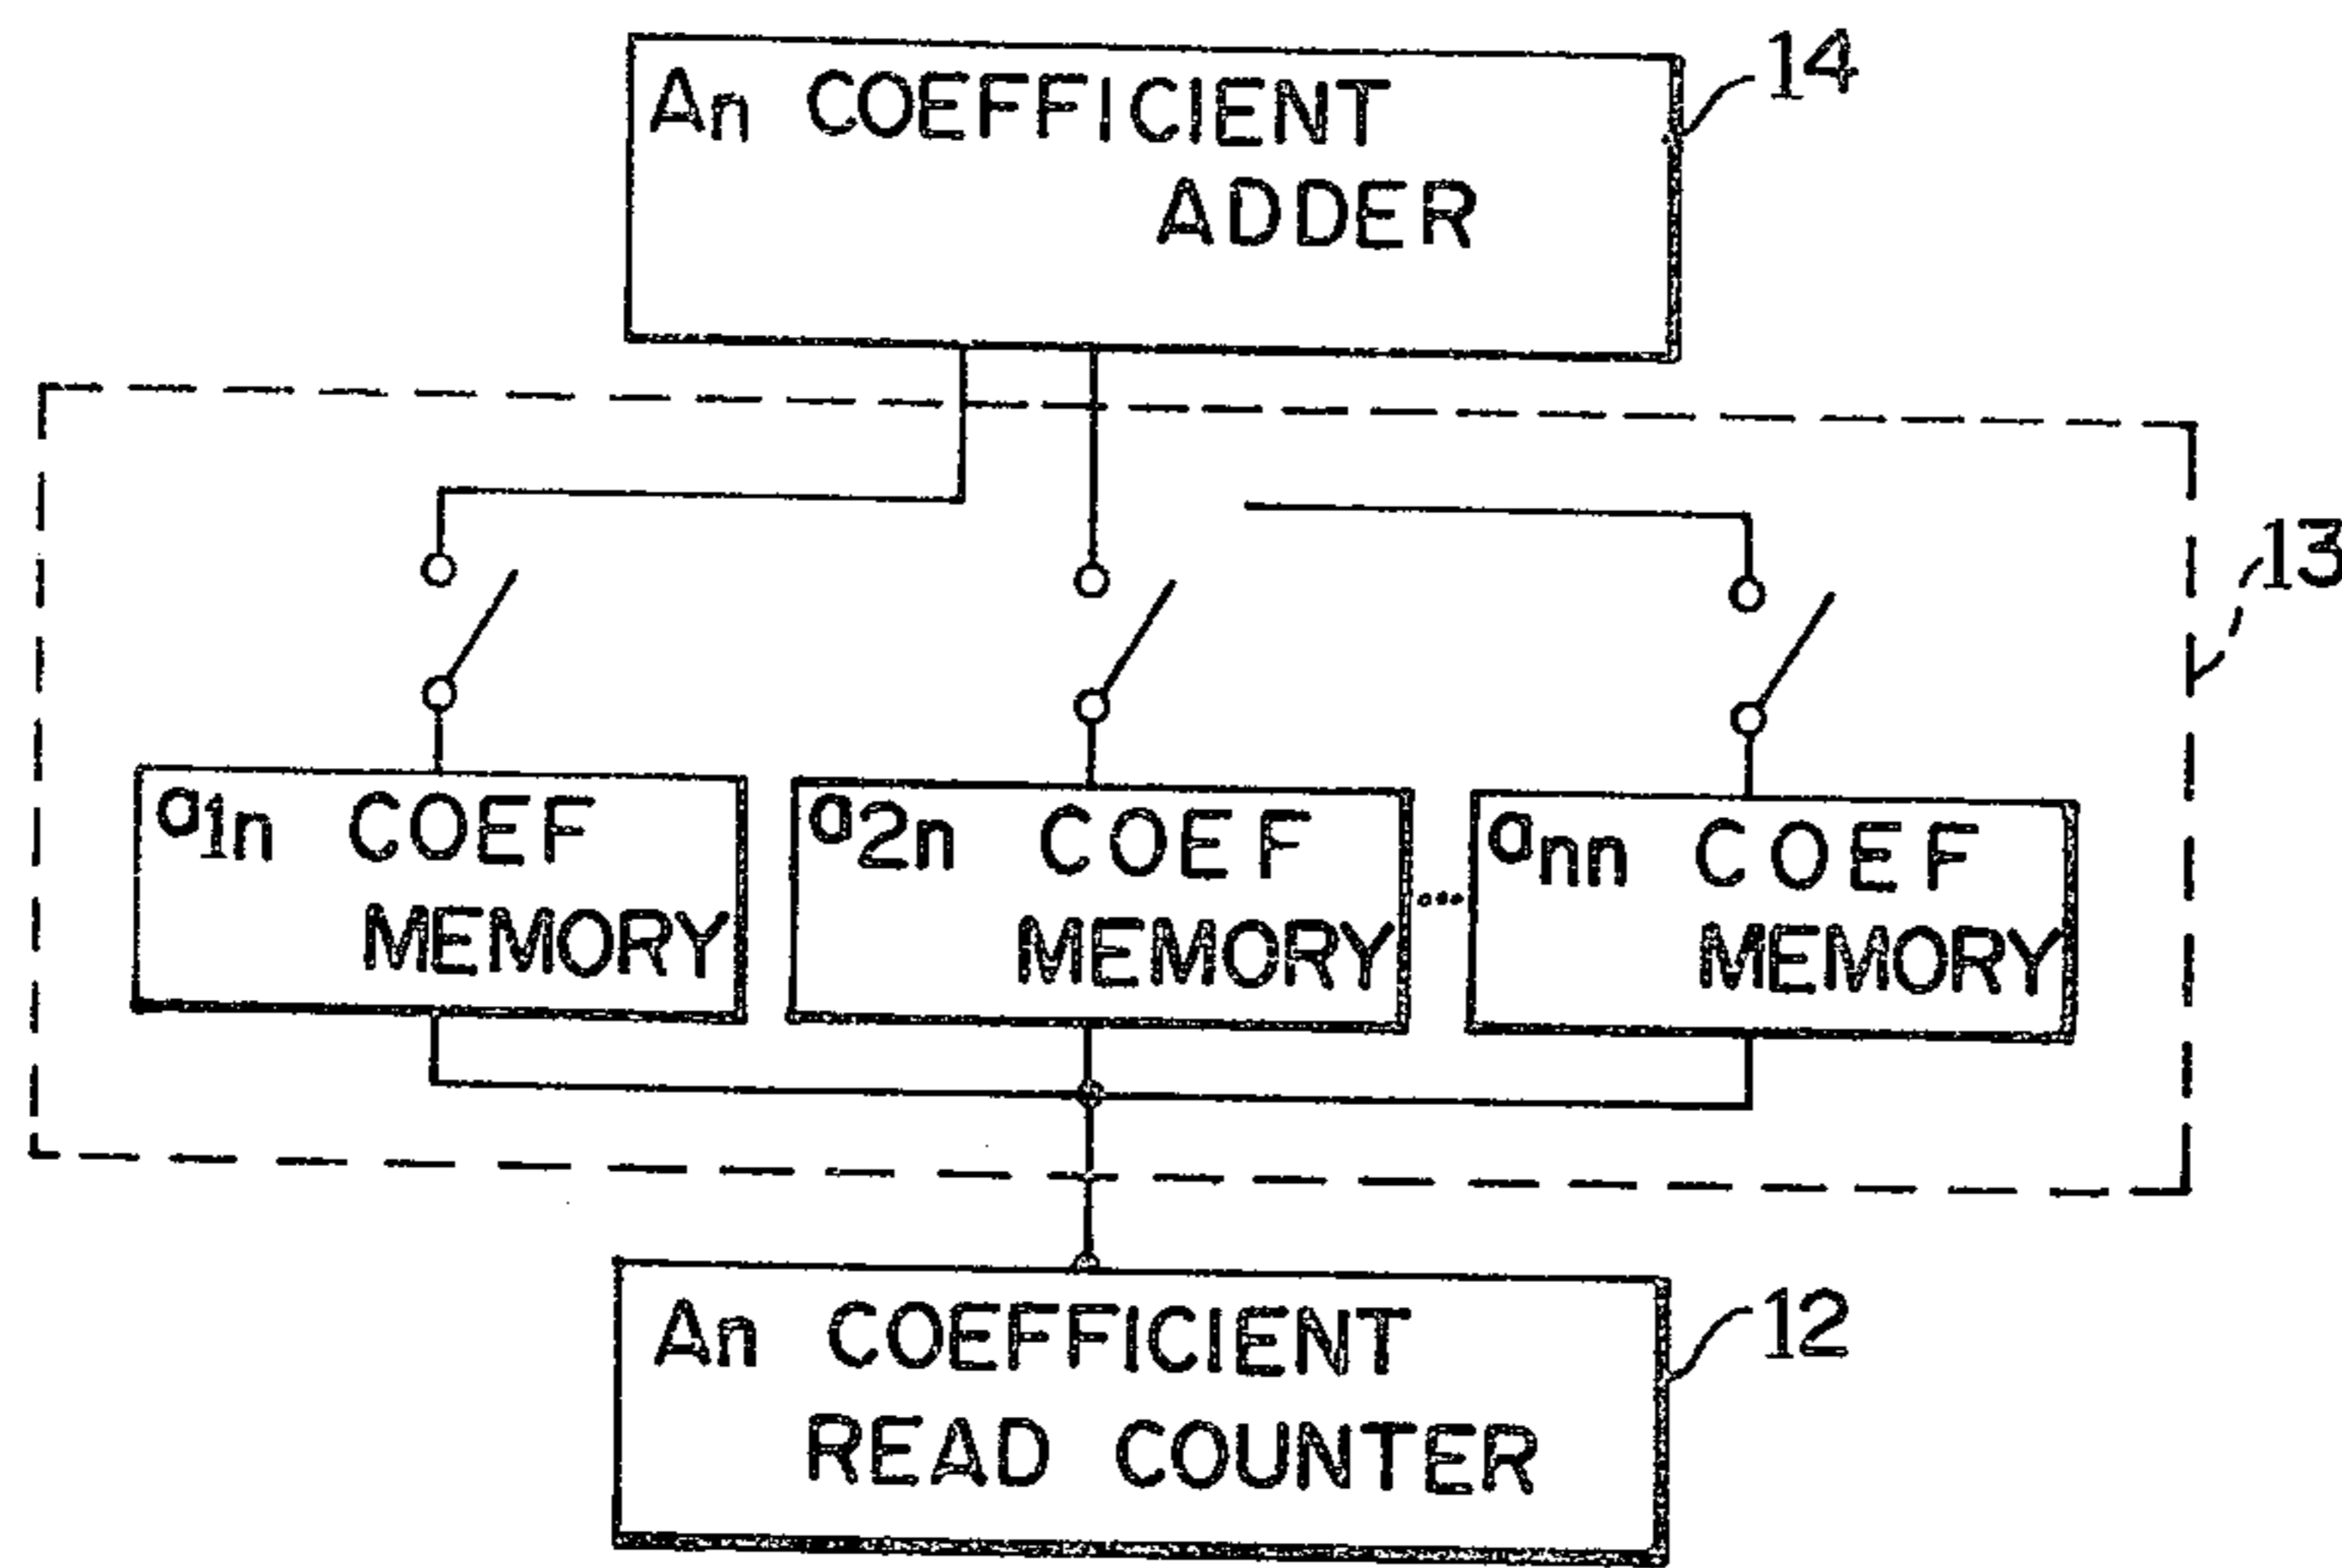 An COEFFICIENT
ADDER
14
13
a1n COEF
MEMORY
a2n COEF
MEMORY
...
ann COEF
MEMORY
An COEFFICIENT
READ COUNTER
12